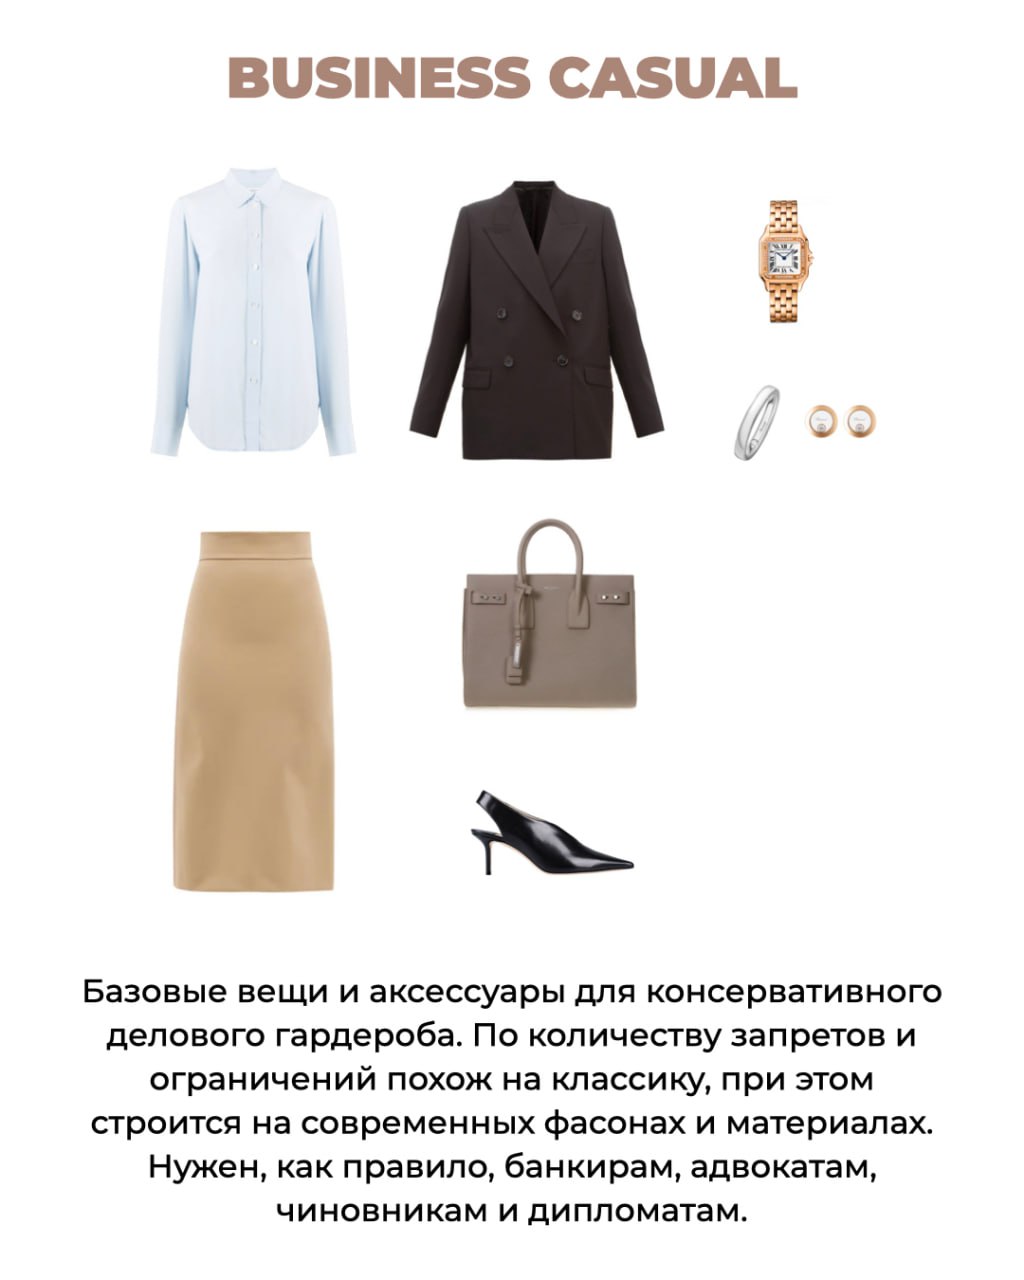 BUSINESS CASUAL
Базовые вещи и аксессуары для консервативного
делового гардероба. По количеству запретов и
ограничений похож на классику, при этом
строится на современных фасонах и материалах.
Нужен, как правило, банкирам, адвокатам,
чиновникам и дипломатам.